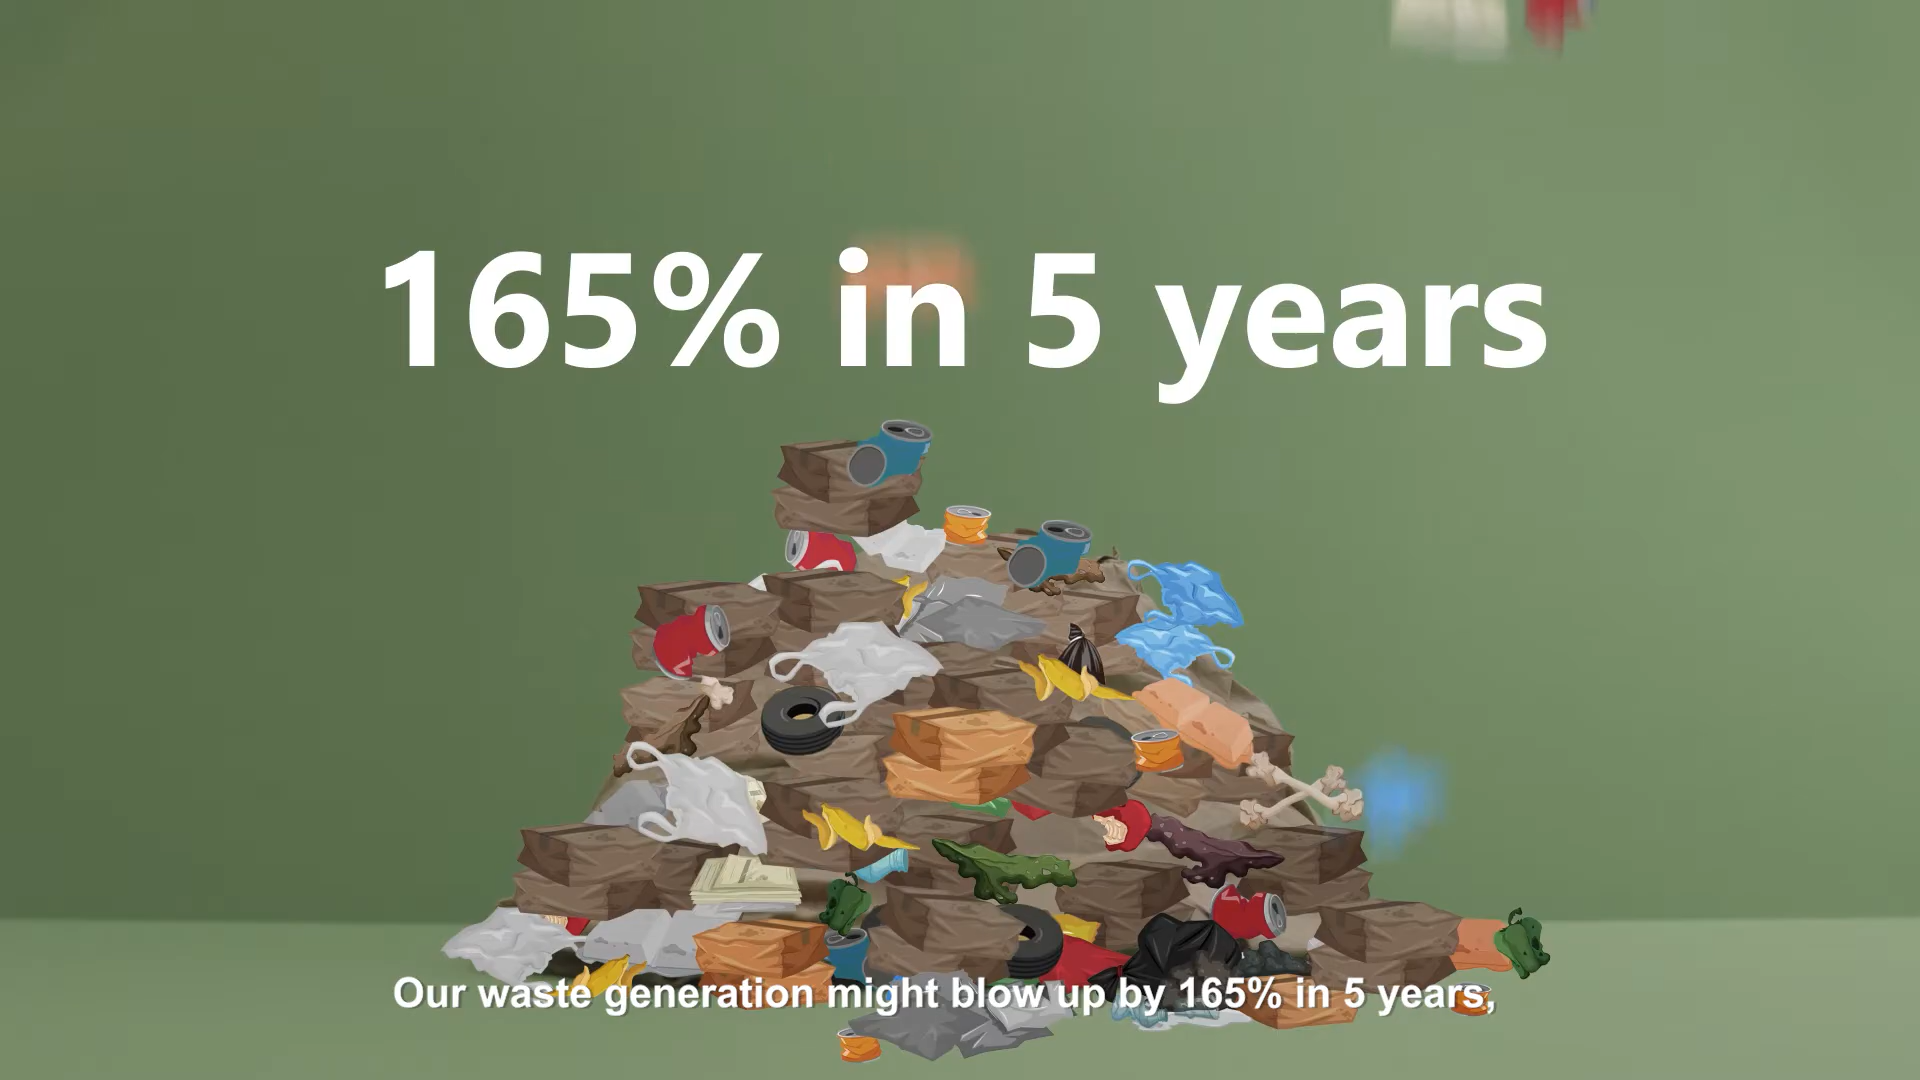 165% in 5 years
Our waste generation might blow up by 165% in 5 years,